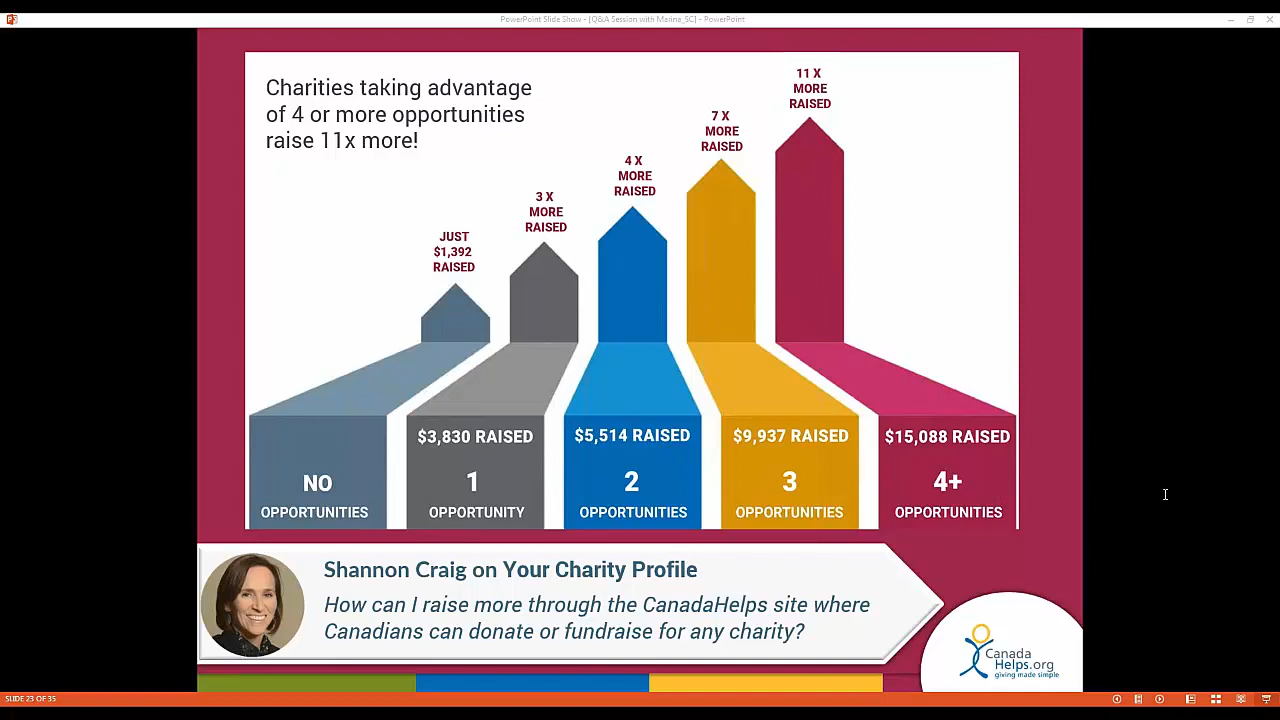 PowerPoint Slide Show - [Q&A Session with Marina_SC] - PowerPoint
Charities taking advantage
of 4 or more opportunities
raise 11x more!
JUST
$1,392
RAISED
3 X
MORE
RAISED
4 X
MORE
RAISED
7 X
MORE
RAISED
11 X
MORE
RAISED
NO
OPPORTUNITIES
$3,830 RAISED
1
OPPORTUNITY
$5,514 RAISED
2
OPPORTUNITIES
$9,937 RAISED
3
OPPORTUNITIES
$15,088 RAISED
4+
OPPORTUNITIES
Shannon Craig on Your Charity Profile
How can I raise more through the CanadaHelps site where
Canadians can donate or fundraise for any charity?
Canada
Helps.org
giving made simple
SLIDE 23 OF 35